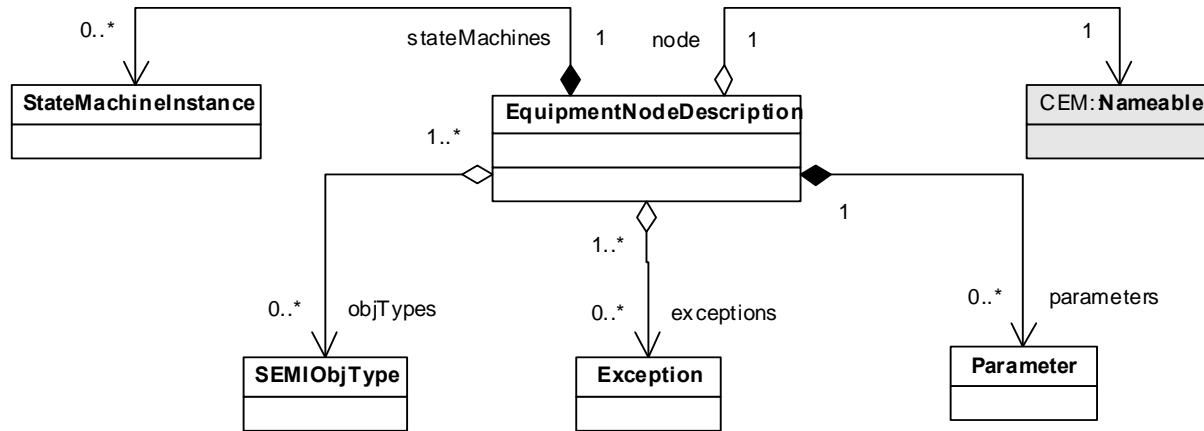 0..*
stateMachines
1
node
1
1
StateMachineInstance
EquipmentNodeDescription
CEM::Nameable
1..*
1
1..*
0..*
objTypes
0..*
exceptions
0..*
parameters
SEMIObjType
Exception
Parameter